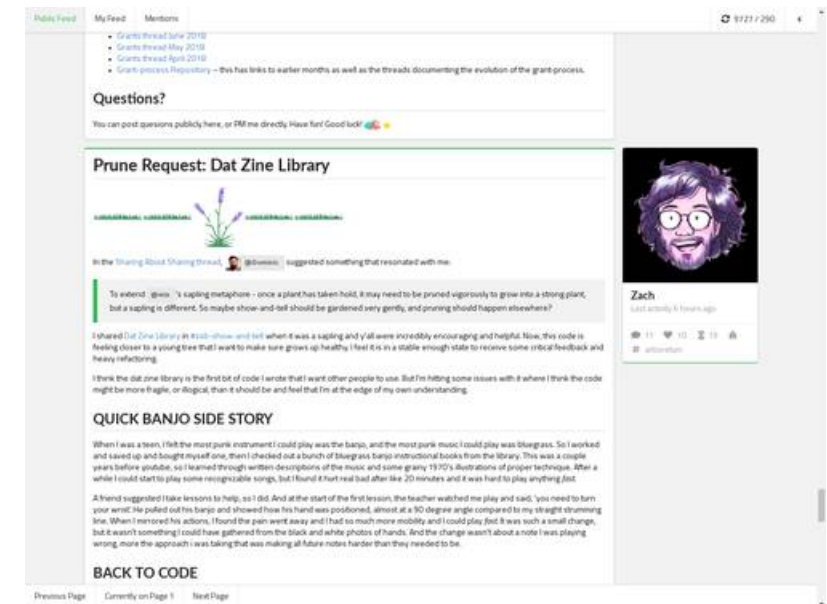 Public Feed My Feed Mentions 9727 / 290
Grants thread June 2018
Grants thread May 2018
Grants thread April 2018
Grant-process Repository – this has links to earlier months as well as the threads documenting the evolution of the grant-process.
Questions?
You can post quesions publicly here, or PM me directly. Have fun! Good luck!
Prune Request: Dat Zine Library
In the Sharing About Sharing thread, @dominic suggested something that resonated with me:
To extend 's sapling metaphore - once a plant has taken hold, it may need to be pruned vigorously to grow into a strong plant,
but a sapling is different. So maybe show-and-tell should be gardened very gently, and pruning should happen elsewhere?
Zach
Last activity 6 hours ago
I shared Dat Zine Library in #ssb-show-and-tell when it was a sapling and y'all were incredibly encouraging and helpful. Now, this code is
feeling closer to a young tree that I want to make sure grows up healthy. I feel it is in a stable enough state to receive some critical feedback and
heavy refactoring.
11 10 19
# arboretum
I think the dat zine library is the first bit of code I wrote that I want other people to use. But I'm hitting some issues with it where I think the code
might be more fragile, or illogical, than it should be and feel that I'm at the edge of my own understanding.
QUICK BANJO SIDE STORY
When I was a teen, I felt the most punk instrument I could play was the banjo, and the most punk music I could play was bluegrass. So I worked
and saved up and bought myself one, then I checked out a bunch of bluegrass banjo instructional books from the library. This was a couple
years before youtube, so I learned through written descriptions of the music and some grainy 1970's illustrations of proper technique. After a
while I could start to play some recognizable songs, but I found it hurt real bad after like 20 minutes and it was hard to play anything fast.
A friend suggested I take lessons to help, so I did. And at the start of the first lesson, the teacher watched me play and said, 'you need to turn
your wrist'. He pulled out his banjo and showed how his hand was positioned, almost at a 90 degree angle compared to my straight strumming
line. When I mirrored his actions, I found the pain went away and I had so much more mobility and I could play fast. It was such a small change,
but it wasn't something I could have gathered from the black and white photos of hands. And the change wasn't about a note I was playing
wrong, more the approach i was taking that was making all future notes harder than they needed to be.
BACK TO CODE
Previous Page Currently on Page 1 Next Page